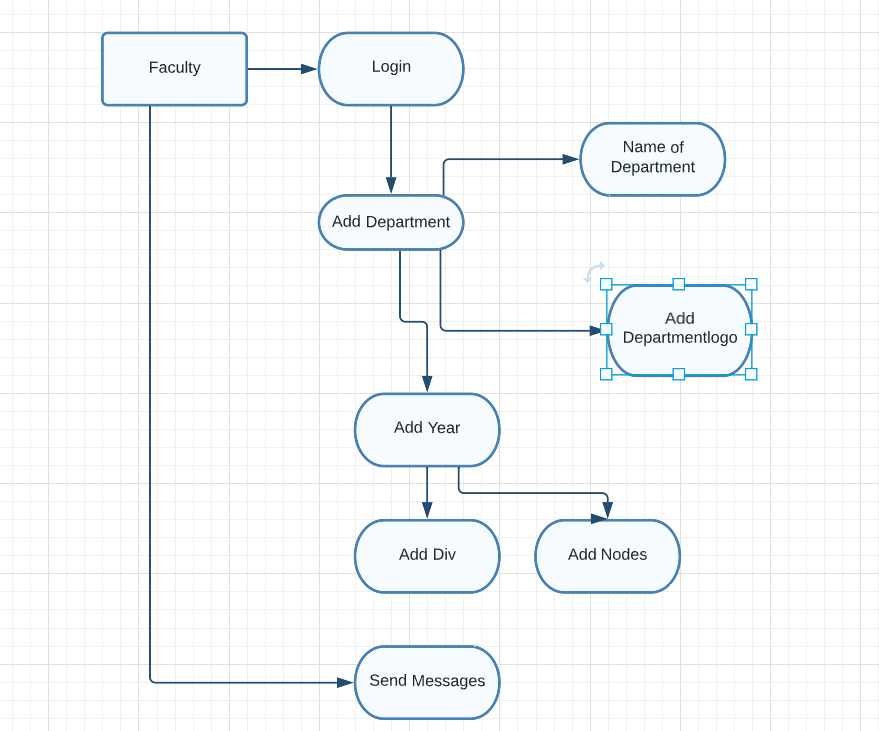 Faculty
Login
Name of
Department
Add Department
Add
Departmentlogo
Add Year
Add Div
Add Nodes
Send Messages